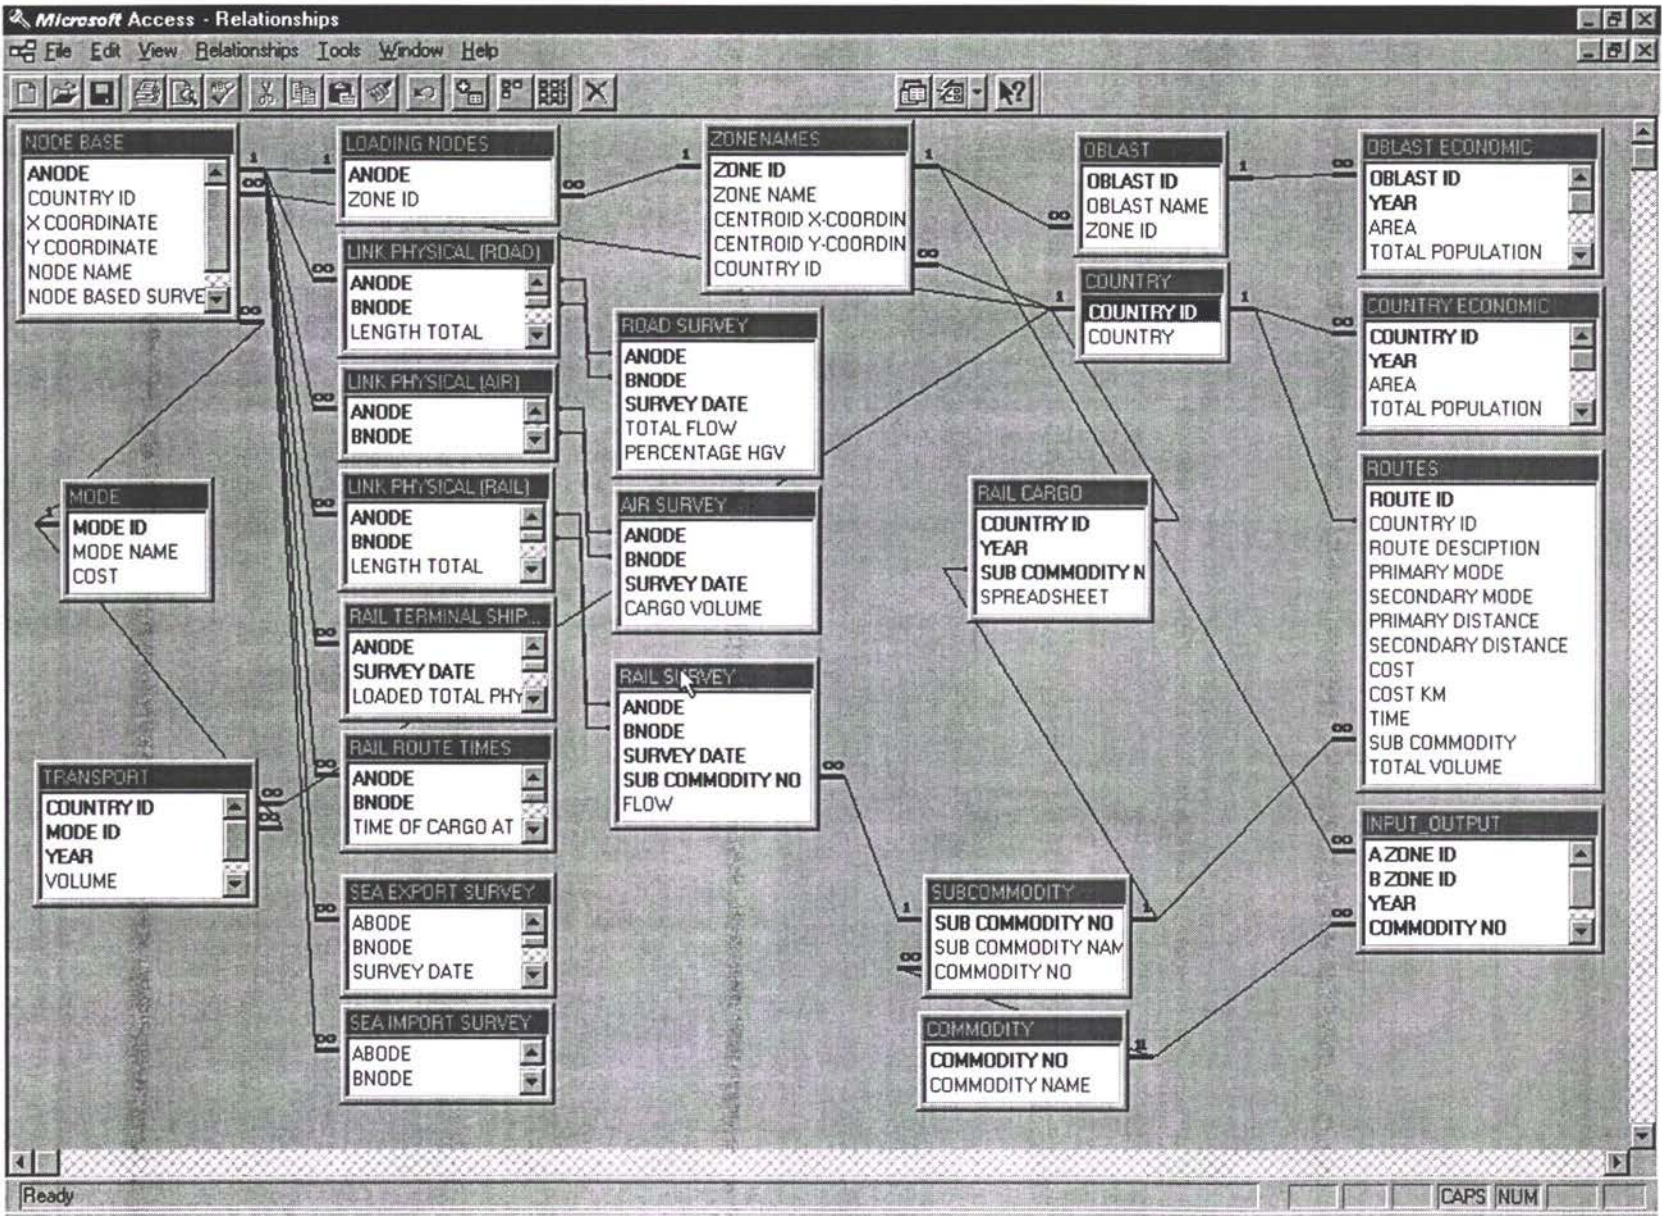 Microsoft Access - Relationships
File Edit View Relationships Tools Window Help
NODE BASE
ANODE
COUNTRY ID
X COORDINATE
Y COORDINATE
NODE NAME
NODE BASED SURVE
LOADING NODES
ANODE
ZONE ID
ZONENAMES
ZONE ID
ZONE NAME
CENTROID X-COORDIN
CENTROID Y-COORDIN
COUNTRY ID
OBLAST
OBLAST ID
OBLAST NAME
ZONE ID
OBLAST ECONOMIC
OBLAST ID
YEAR
AREA
TOTAL POPULATION
LINK PHYSICAL (ROAD)
ANODE
BNODE
LENGTH TOTAL
ROAD SURVEY
ANODE
BNODE
SURVEY DATE
TOTAL FLOW
PERCENTAGE HGV
COUNTRY
COUNTRY ID
COUNTRY
COUNTRY ECONOMIC
COUNTRY ID
YEAR
AREA
TOTAL POPULATION
LINK PHYSICAL (AIR)
ANODE
BNODE
MODE
MODE ID
MODE NAME
COST
LINK PHYSICAL (RAIL)
ANODE
BNODE
LENGTH TOTAL
AIR SURVEY
ANODE
BNODE
SURVEY DATE
CARGO VOLUME
RAIL CARGO
COUNTRY ID
YEAR
SUB COMMODITY N
SPREADSHEET
ROUTES
ROUTE ID
COUNTRY ID
ROUTE DESCIPTION
PRIMARY MODE
SECONDARY MODE
PRIMARY DISTANCE
SECONDARY DISTANCE
COST
COST KM
TIME
SUB COMMODITY
TOTAL VOLUME
RAIL TERMINAL SHIP...
ANODE
SURVEY DATE
LOADED TOTAL PHY
RAIL SURVEY
ANODE
BNODE
SURVEY DATE
SUB COMMODITY NO
FLOW
TRANSPORT
COUNTRY ID
MODE ID
YEAR
VOLUME
RAIL ROUTE TIMES
ANODE
BNODE
TIME OF CARGO AT
INPUT_OUTPUT
A ZONE ID
B ZONE ID
YEAR
COMMODITY NO
SEA EXPORT SURVEY
ABODE
BNODE
SURVEY DATE
SUBCOMMODITY
SUB COMMODITY NO
SUB COMMODITY NAM
COMMODITY NO
SEA IMPORT SURVEY
ABODE
BNODE
COMMODITY
COMMODITY NO
COMMODITY NAME
Ready CAPS NUM